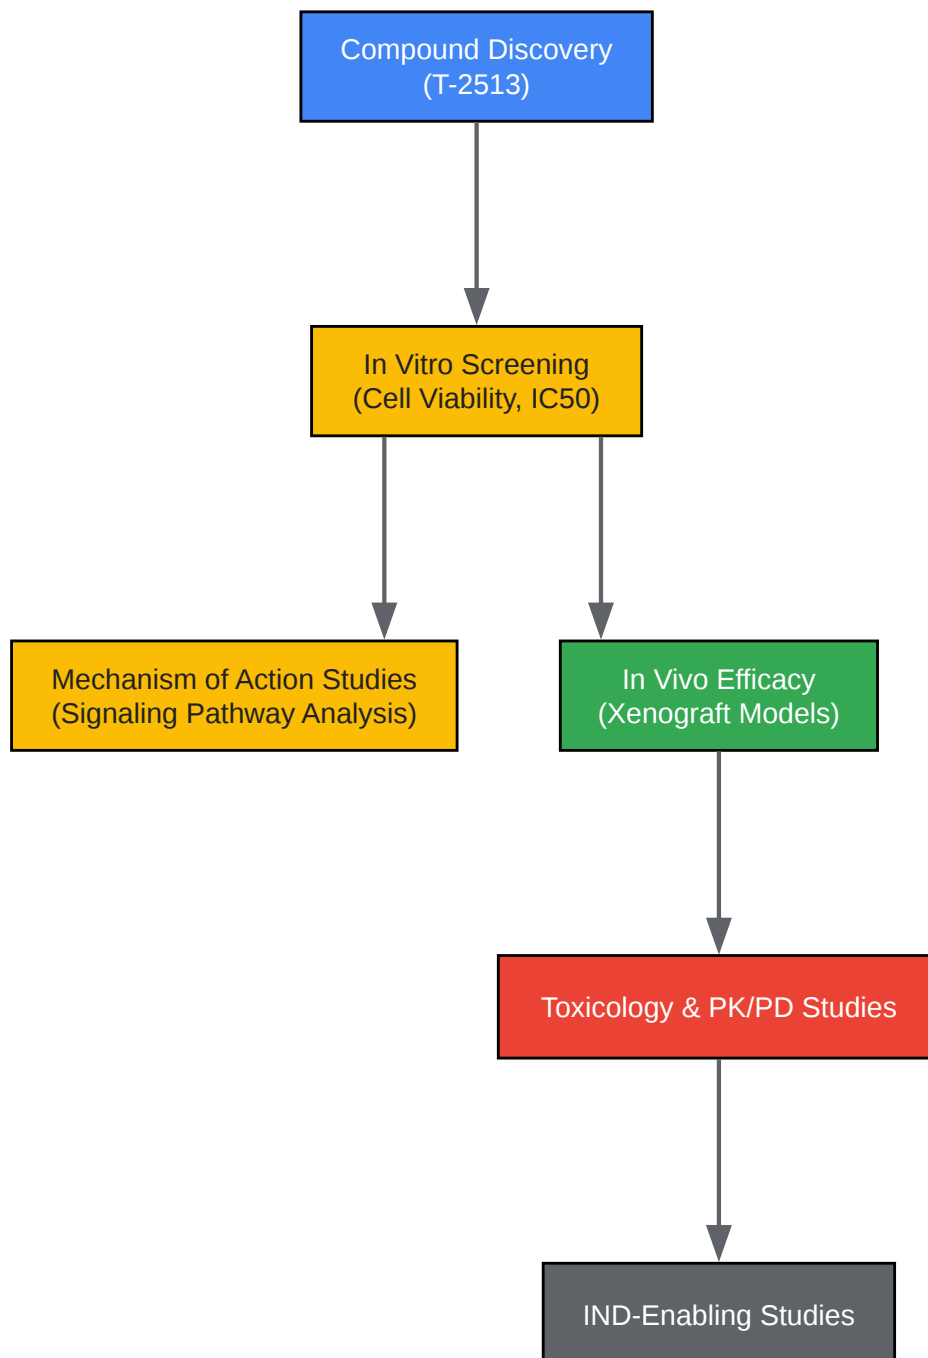 Compound Discovery
(T-2513)
In Vitro Screening
(Cell Viability, IC50)
Mechanism of Action Studies
(Signaling Pathway Analysis)
In Vivo Efficacy
(Xenograft Models)
Toxicology & PK/PD Studies
IND-Enabling Studies